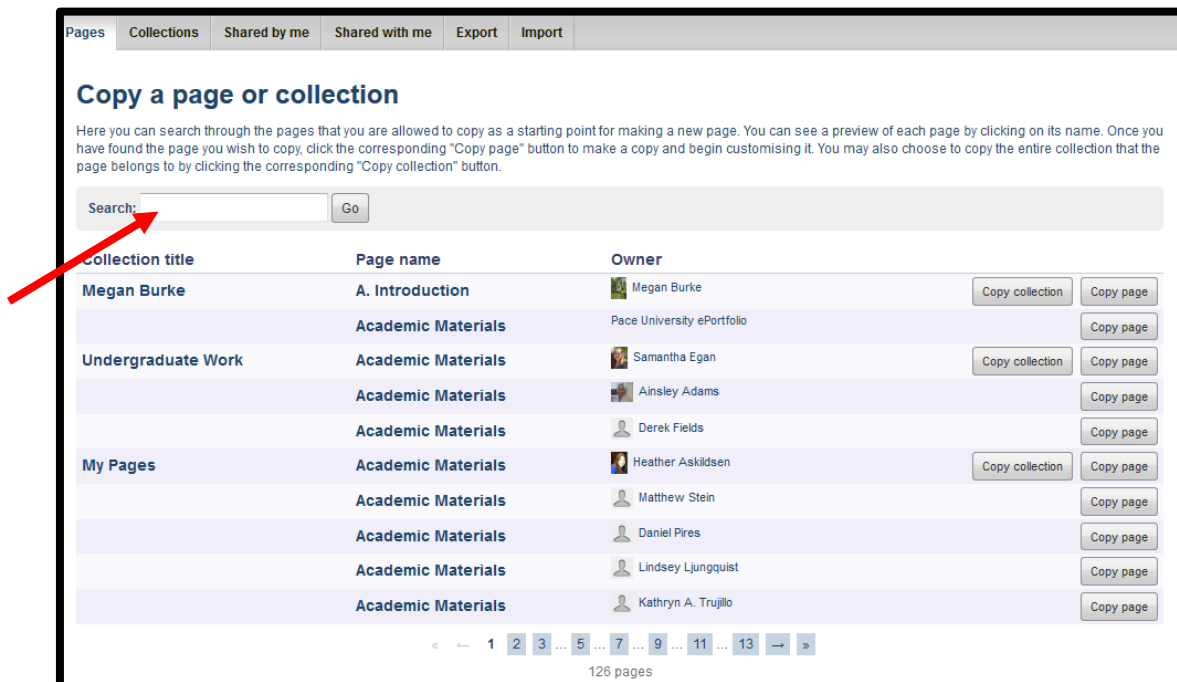 Pages Collections Shared by me Shared with me Export Import
Copy a page or collection
Here you can search through the pages that you are allowed to copy as a starting point for making a new page. You can see a preview of each page by clicking on its name. Once you
have found the page you wish to copy, click the corresponding "Copy page" button to make a copy and begin customising it. You may also choose to copy the entire collection that the
page belongs to by clicking the corresponding "Copy collection" button.
Search: Go
Collection title Page name Owner
Megan Burke A. Introduction Megan Burke Copy collection Copy page
Academic Materials Pace University ePortfolio Copy page
Undergraduate Work Academic Materials Samantha Egan Copy collection Copy page
Academic Materials Ainsley Adams Copy page
Academic Materials Derek Fields Copy page
My Pages Academic Materials Heather Askildsen Copy collection Copy page
Academic Materials Matthew Stein Copy page
Academic Materials Daniel Pires Copy page
Academic Materials Lindsey Ljungquist Copy page
Academic Materials Kathryn A. Trujillo Copy page
« ← 1 2 3 ... 5 ... 7 ... 9 ... 11 ... 13 → »
126 pages